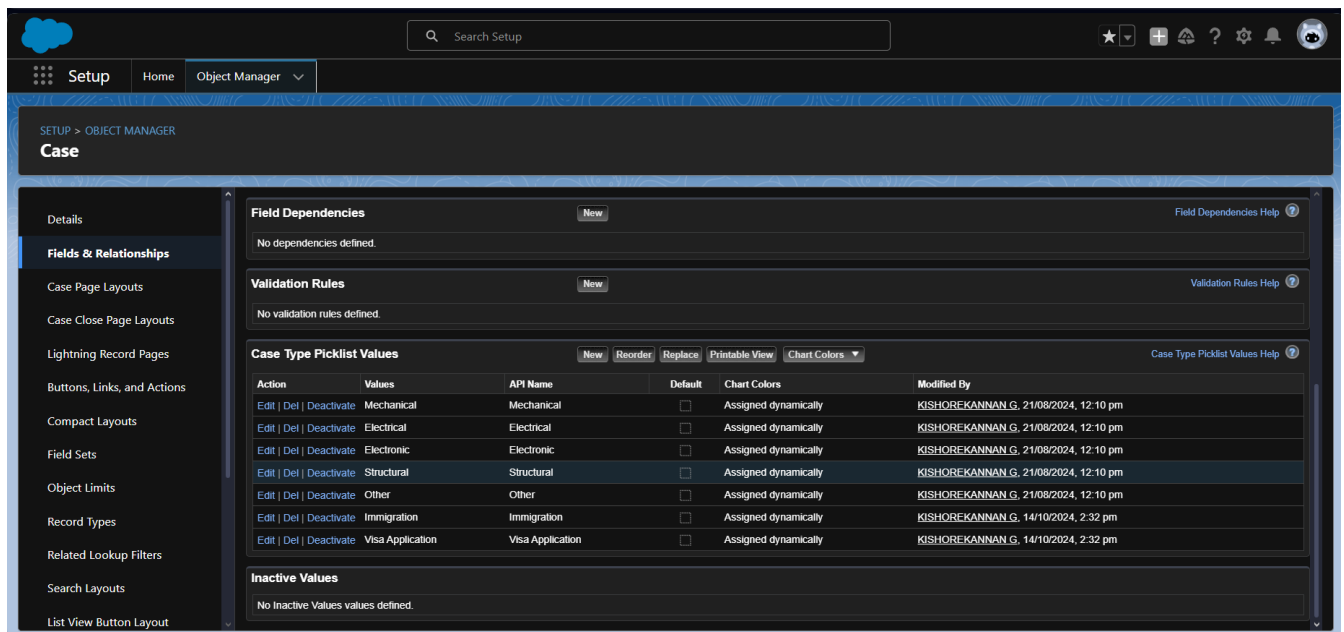 Search Setup
Setup Home Object Manager
SETUP > OBJECT MANAGER
Case
Details
Fields & Relationships
Case Page Layouts
Case Close Page Layouts
Lightning Record Pages
Buttons, Links, and Actions
Compact Layouts
Field Sets
Object Limits
Record Types
Related Lookup Filters
Search Layouts
List View Button Layout
Field Dependencies New Field Dependencies Help ?
No dependencies defined.
Validation Rules New Validation Rules Help ?
No validation rules defined.
Case Type Picklist Values New Reorder Replace Printable View Chart Colors ▼ Case Type Picklist Values Help ?
Action Values API Name Default Chart Colors Modified By
Edit | Del | Deactivate Mechanical Mechanical Assigned dynamically KISHOREKANNAN G, 21/08/2024, 12:10 pm
Edit | Del | Deactivate Electrical Electrical Assigned dynamically KISHOREKANNAN G, 21/08/2024, 12:10 pm
Edit | Del | Deactivate Electronic Electronic Assigned dynamically KISHOREKANNAN G, 21/08/2024, 12:10 pm
Edit | Del | Deactivate Structural Structural Assigned dynamically KISHOREKANNAN G, 21/08/2024, 12:10 pm
Edit | Del | Deactivate Other Other Assigned dynamically KISHOREKANNAN G, 21/08/2024, 12:10 pm
Edit | Del | Deactivate Immigration Immigration Assigned dynamically KISHOREKANNAN G, 14/10/2024, 2:32 pm
Edit | Del | Deactivate Visa Application Visa Application Assigned dynamically KISHOREKANNAN G, 14/10/2024, 2:32 pm
Inactive Values
No Inactive Values values defined.